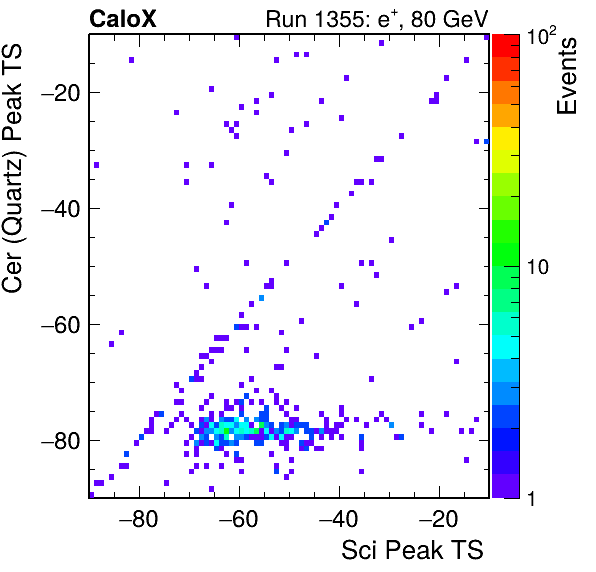 CaloX Run 1355: e+, 80 GeV
Cer (Quartz) Peak TS
−20
−40
−60
−80
−80 −60 −40 −20
Sci Peak TS
10²
10
1
Events